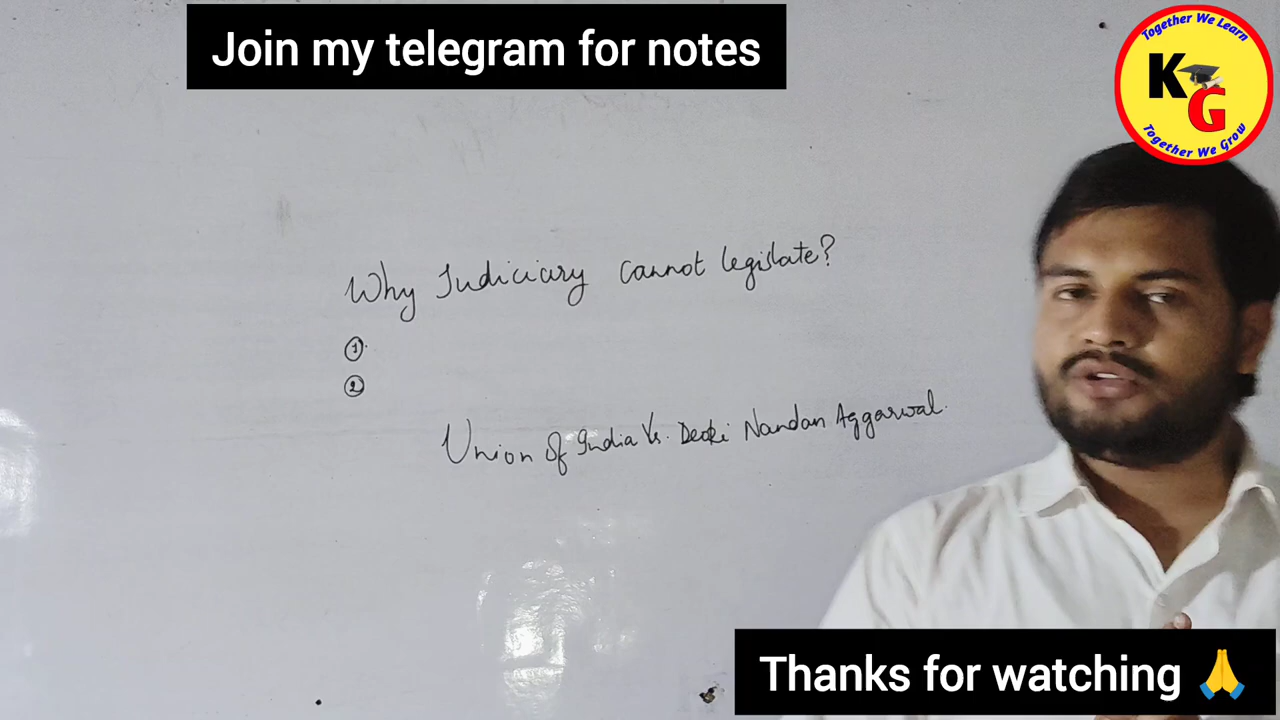 Join my telegram for notes
Together We Learn
KG
Together We Grow
Why Judiciary cannot legislate?
1
2
Union of India Vs. Deoki Nandan Aggarwal.
Thanks for watching 🙏